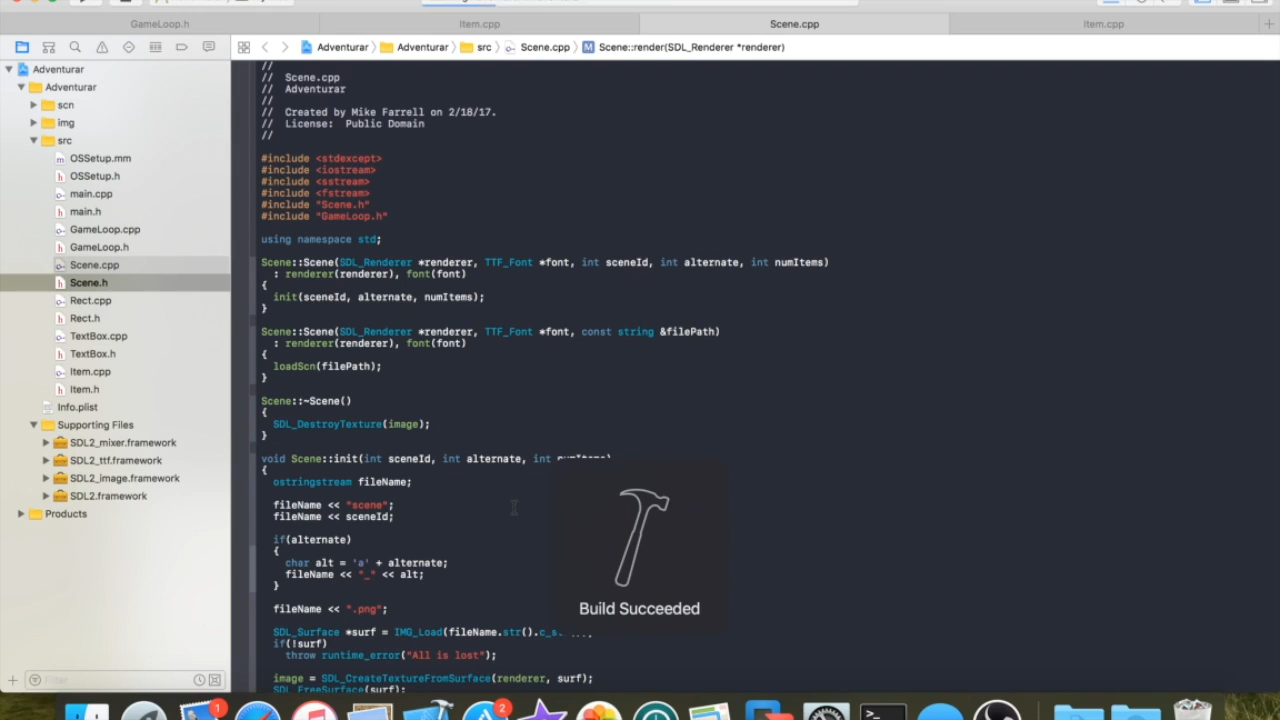 GameLoop.h
Item.cpp
Scene.cpp
Item.cpp
Adventurar
Adventurar
src
Scene.cpp
Scene::render(SDL_Renderer *renderer)
Adventurar
Adventurar
scn
img
src
OSSetup.mm
OSSetup.h
main.cpp
main.h
GameLoop.cpp
GameLoop.h
Scene.cpp
Scene.h
Rect.cpp
Rect.h
TextBox.cpp
TextBox.h
Item.cpp
Item.h
Info.plist
Supporting Files
SDL2_mixer.framework
SDL2_ttf.framework
SDL2_image.framework
SDL2.framework
Products
Filter
//
// Scene.cpp
// Adventurar
//
// Created by Mike Farrell on 2/18/17.
// License: Public Domain
//
#include <stdexcept>
#include <iostream>
#include <sstream>
#include <fstream>
#include "Scene.h"
#include "GameLoop.h"
using namespace std;
Scene::Scene(SDL_Renderer *renderer, TTF_Font *font, int sceneId, int alternate, int numItems)
: renderer(renderer), font(font)
{
init(sceneId, alternate, numItems);
}
Scene::Scene(SDL_Renderer *renderer, TTF_Font *font, const string &filePath)
: renderer(renderer), font(font)
{
loadScn(filePath);
}
Scene::~Scene()
{
SDL_DestroyTexture(image);
}
void Scene::init(int sceneId, int alternate, int numItems)
{
ostringstream fileName;
fileName << "scene";
fileName << sceneId;
if(alternate)
{
char alt = 'a' + alternate;
fileName << "_" << alt;
}
fileName << ".png";
SDL_Surface *surf = IMG_Load(fileName.str().c_s
if(!surf)
throw runtime_error("All is lost");
image = SDL_CreateTextureFromSurface(renderer, surf);
SDL_FreeSurface(surf);
Build Succeeded
1
2